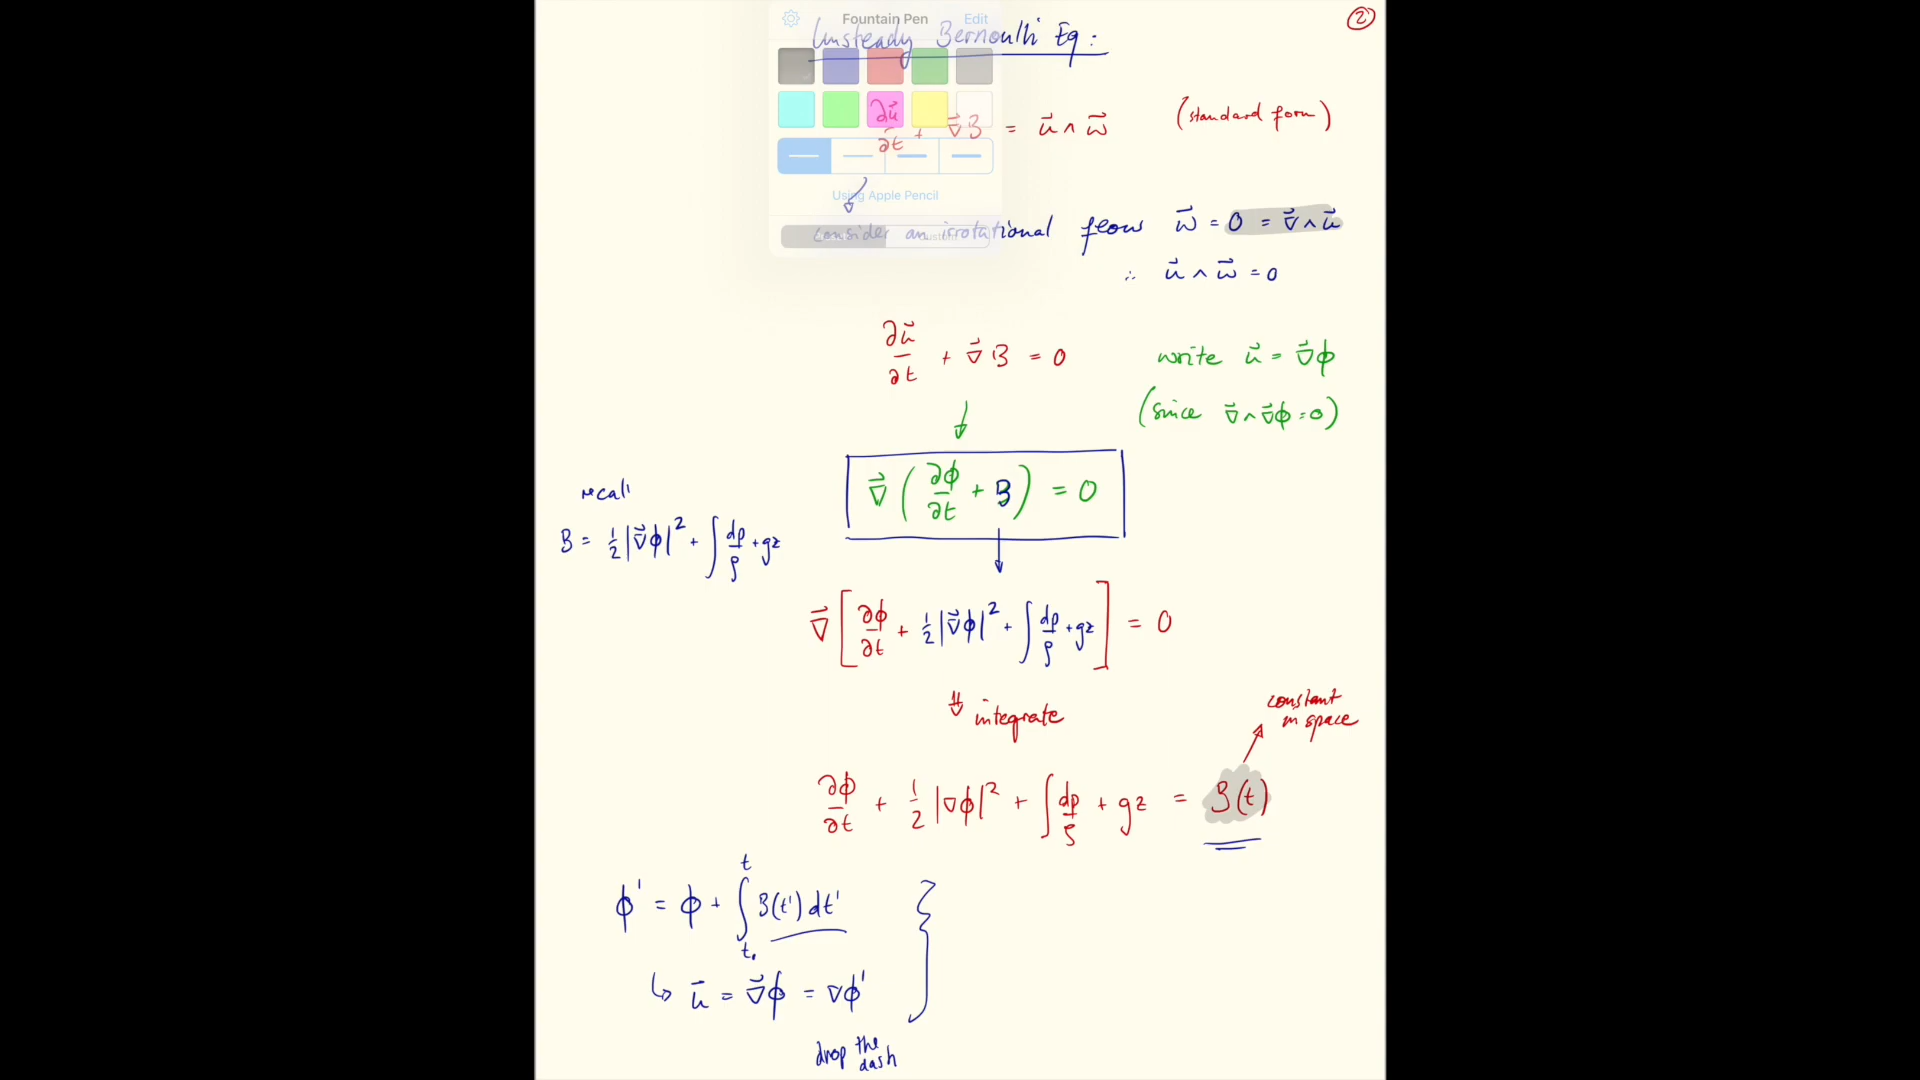 ②
Fountain Pen Edit
Unsteady Bernoulli Eq:
∂u⃗/∂t + ∇⃗B = u⃗ ∧ ω⃗ (standard form)
Using Apple Pencil
consider an irrotational flow ω⃗ = 0 = ∇⃗ ∧ u⃗
∴ u⃗ ∧ ω⃗ = 0
∂u⃗/∂t + ∇⃗B = 0 write u⃗ = ∇⃗ϕ
(since ∇⃗ ∧ ∇⃗ϕ = 0)
∇⃗(∂ϕ/∂t + B) = 0
recall
B = ½|∇⃗ϕ|² + ∫dp/ρ + gz
∇⃗[∂ϕ/∂t + ½|∇⃗ϕ|² + ∫dp/ρ + gz] = 0
⇓ integrate
constant
in space
∂ϕ/∂t + ½|∇ϕ|² + ∫dp/ρ + gz = B(t)
ϕ' = ϕ + ∫_{t₀}^{t} B(t')dt'
↳ u⃗ = ∇⃗ϕ = ∇ϕ'
drop the
dash